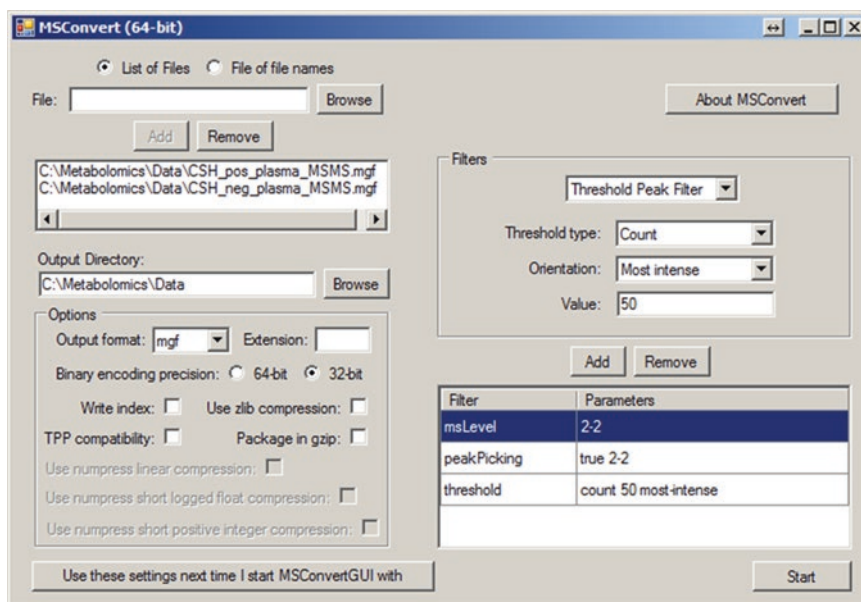 MSConvert (64-bit)
List of Files File of file names
File: Browse
About MSConvert
Add Remove
C:\Metabolomics\Data\CSH_pos_plasma_MSMS.mgf
C:\Metabolomics\Data\CSH_neg_plasma_MSMS.mgf
Output Directory:
C:\Metabolomics\Data Browse
Options
Output format: mgf Extension:
Binary encoding precision: 64-bit 32-bit
Write index: Use zlib compression:
TPP compatibility: Package in gzip:
Use numpress linear compression:
Use numpress short logged float compression:
Use numpress short positive integer compression:
Use these settings next time I start MSConvertGUI with
Filters
Threshold Peak Filter
Threshold type: Count
Orientation: Most intense
Value: 50
Add Remove
Filter Parameters
msLevel 2-2
peakPicking true 2-2
threshold count 50 most-intense
Start